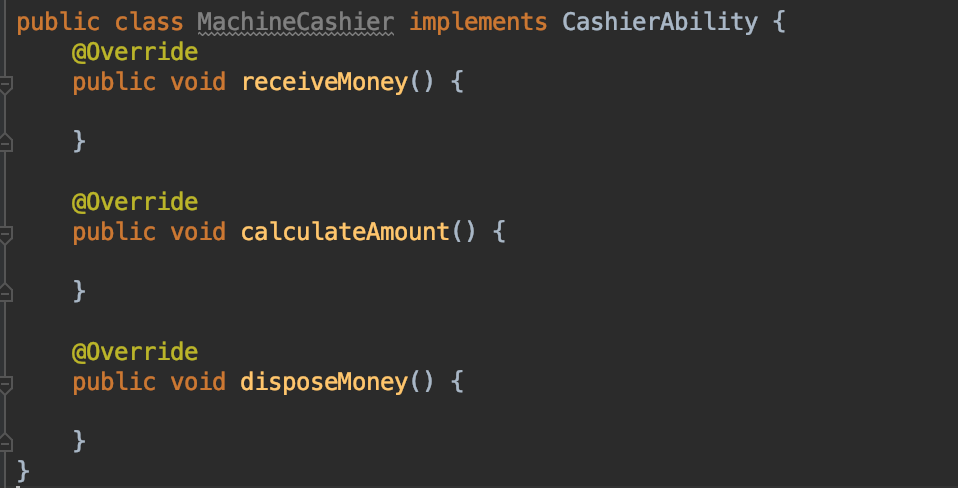 public class MachineCashier implements CashierAbility {
    @Override
    public void receiveMoney() {

    }

    @Override
    public void calculateAmount() {

    }

    @Override
    public void disposeMoney() {

    }
}